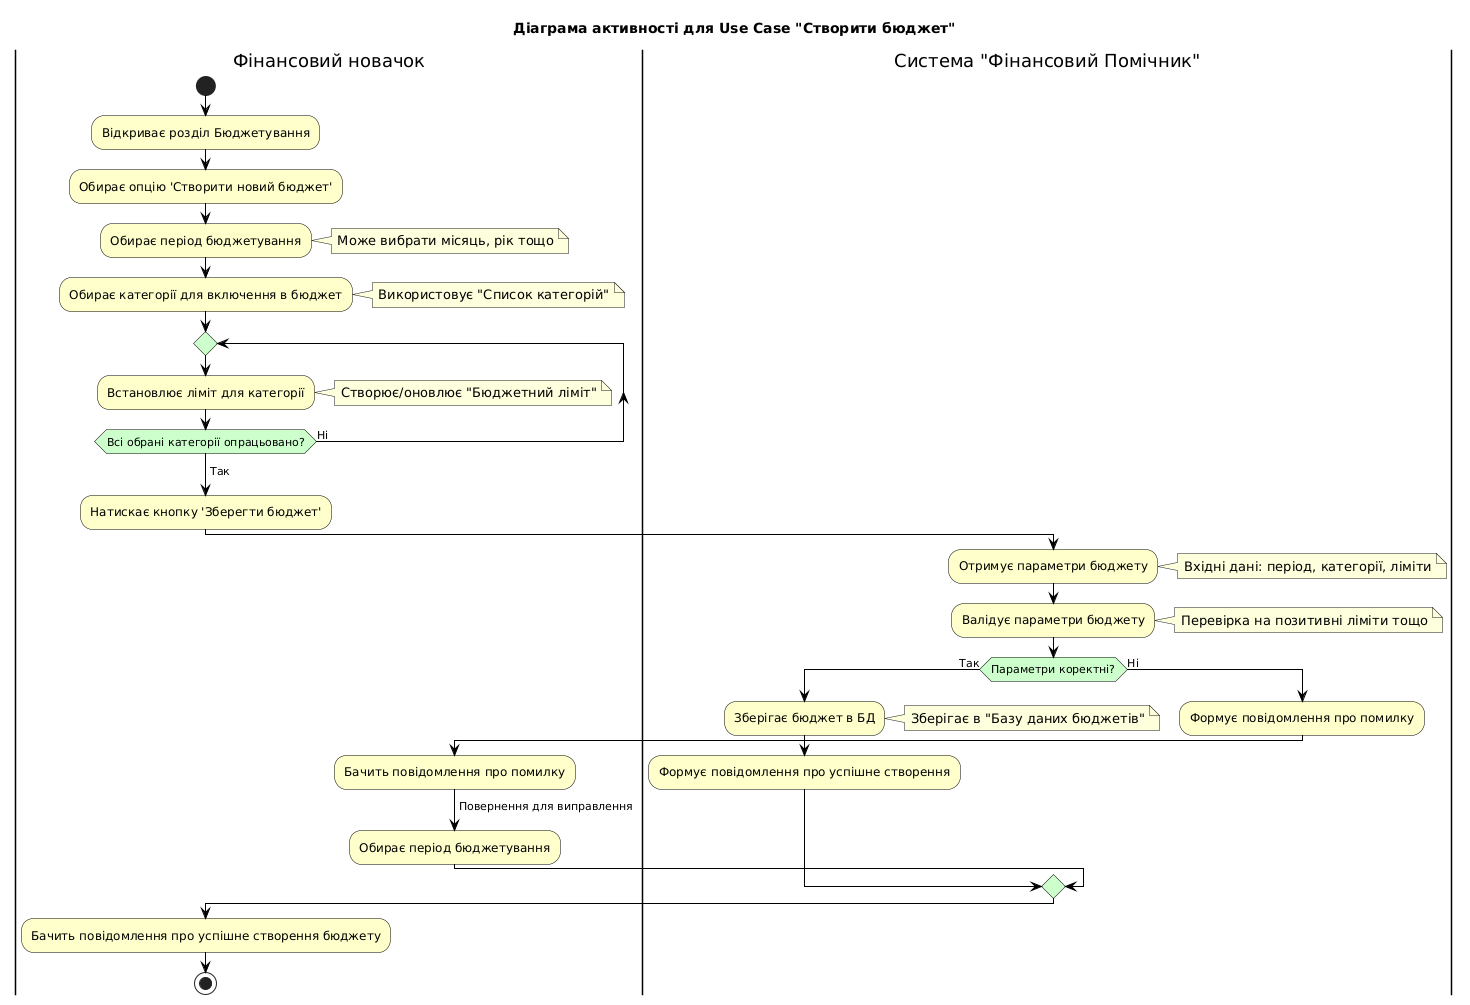 Діаграма активності для Use Case "Створити бюджет"
Фінансовий новачок
Система "Фінансовий Помічник"
Відкриває розділ Бюджетування
Обирає опцію 'Створити новий бюджет'
Обирає період бюджетування
Може вибрати місяць, рік тощо
Обирає категорії для включення в бюджет
Використовує "Список категорій"
Встановлює ліміт для категорії
Створює/оновлює "Бюджетний ліміт"
Всі обрані категорії опрацьовано?
Ні
Так
Натискає кнопку 'Зберегти бюджет'
Отримує параметри бюджету
Вхідні дані: період, категорії, ліміти
Валідує параметри бюджету
Перевірка на позитивні ліміти тощо
Так
Параметри коректні?
Ні
Зберігає бюджет в БД
Зберігає в "Базу даних бюджетів"
Формує повідомлення про помилку
Бачить повідомлення про помилку
Формує повідомлення про успішне створення
Повернення для виправлення
Обирає період бюджетування
Бачить повідомлення про успішне створення бюджету